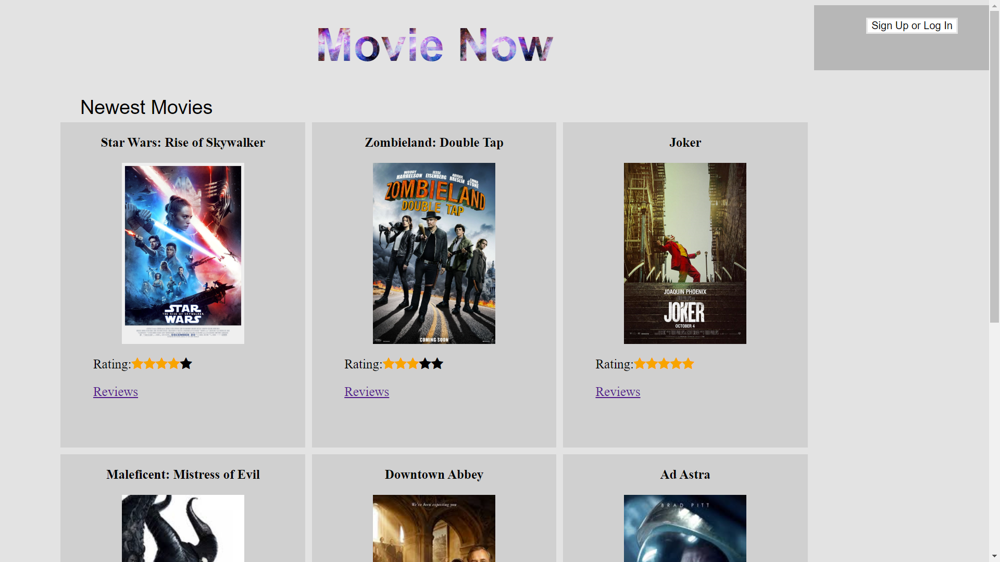 Movie Now
Sign Up or Log In
Newest Movies
Star Wars: Rise of Skywalker
Zombieland: Double Tap
Joker
STAR
THE RISE OF SKYWALKER
WARS
DECEMBER 20
WOODY HARRELSON
JESSE EISENBERG
ABIGAIL BRESLIN
EMMA STONE
ZOMBIELAND
DOUBLE TAP
COMING SOON
JOAQUIN PHOENIX
JOKER
OCTOBER 4
Rating:
Rating:
Rating:
Reviews
Reviews
Reviews
Maleficent: Mistress of Evil
Downtown Abbey
Ad Astra
We've been expecting you
BRAD PITT